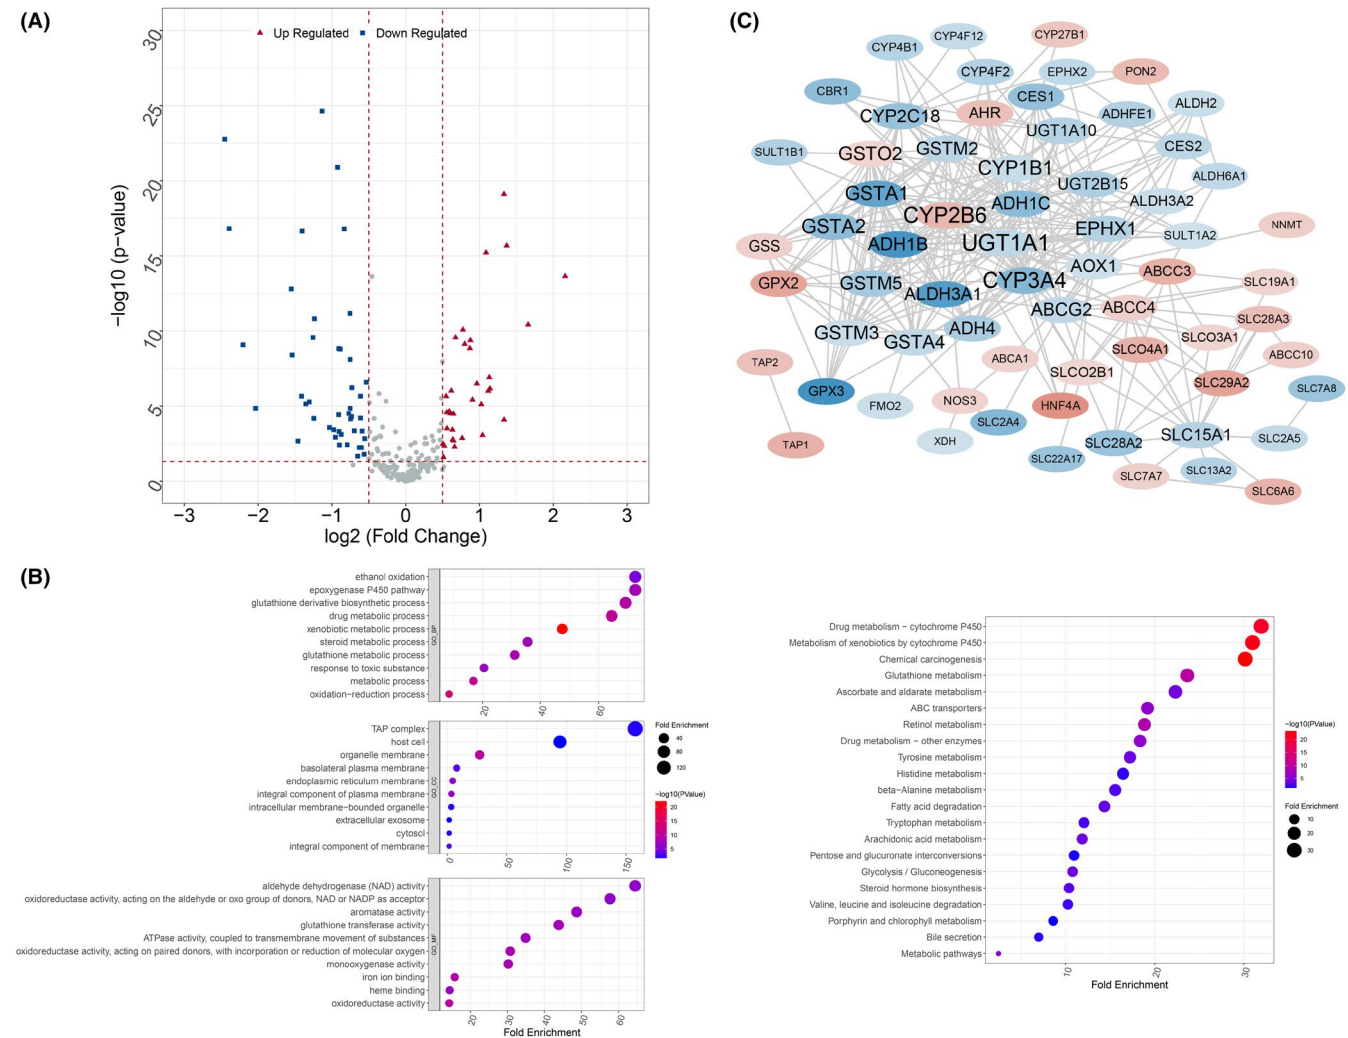 (A)
Up Regulated Down Regulated
−log10 (p−value)
30
25
20
15
10
5
0
−3 −2 −1 0 1 2 3
log2 (Fold Change)
(C)
CYP4B1
CYP4F12
CYP27B1
CBR1
CYP4F2
EPHX2
PON2
CES1
ALDH2
CYP2C18
AHR
ADHFE1
UGT1A10
SULT1B1
GSTO2
GSTM2
CES2
CYP1B1
ALDH6A1
GSTA1
UGT2B15
ADH1C
ALDH3A2
CYP2B6
GSTA2
EPHX1
NNMT
GSS
ADH1B
UGT1A1
SULT1A2
AOX1
ABCC3
GPX2
GSTM5
CYP3A4
SLC19A1
ALDH3A1
ABCG2
ABCC4
SLC28A3
GSTM3
ADH4
GSTA4
SLCO3A1
SLCO4A1
ABCC10
TAP2
ABCA1
SLCO2B1
SLC29A2
SLC7A8
GPX3
FMO2
NOS3
HNF4A
SLC2A4
TAP1
XDH
SLC28A2
SLC15A1
SLC2A5
SLC22A17
SLC7A7
SLC13A2
SLC6A6
(B)
ethanol oxidation
epoxygenase P450 pathway
glutathione derivative biosynthetic process
drug metabolic process
xenobiotic metabolic process
steroid metabolic process
glutathione metabolic process
response to toxic substance
metabolic process
oxidation−reduction process
GO_BP
20 40 60
TAP complex
host cell
organelle membrane
basolateral plasma membrane
endoplasmic reticulum membrane
integral component of plasma membrane
intracellular membrane−bounded organelle
extracellular exosome
cytosol
integral component of membrane
GO_CC
0 50 100 150
aldehyde dehydrogenase (NAD) activity
oxidoreductase activity, acting on the aldehyde or oxo group of donors, NAD or NADP as acceptor
aromatase activity
glutathione transferase activity
ATPase activity, coupled to transmembrane movement of substances
oxidoreductase activity, acting on paired donors, with incorporation or reduction of molecular oxygen
monooxygenase activity
iron ion binding
heme binding
oxidoreductase activity
GO_MF
20 30 40 50 60
Fold Enrichment
Fold Enrichment
40
80
120
−log10(PValue)
20
15
10
5
Drug metabolism − cytochrome P450
Metabolism of xenobiotics by cytochrome P450
Chemical carcinogenesis
Glutathione metabolism
Ascorbate and aldarate metabolism
ABC transporters
Retinol metabolism
Drug metabolism − other enzymes
Tyrosine metabolism
Histidine metabolism
beta−Alanine metabolism
Fatty acid degradation
Tryptophan metabolism
Arachidonic acid metabolism
Pentose and glucuronate interconversions
Glycolysis / Gluconeogenesis
Steroid hormone biosynthesis
Valine, leucine and isoleucine degradation
Porphyrin and chlorophyll metabolism
Bile secretion
Metabolic pathways
10 20 30
Fold Enrichment
−log10(PValue)
20
15
10
5
Fold Enrichment
10
20
30